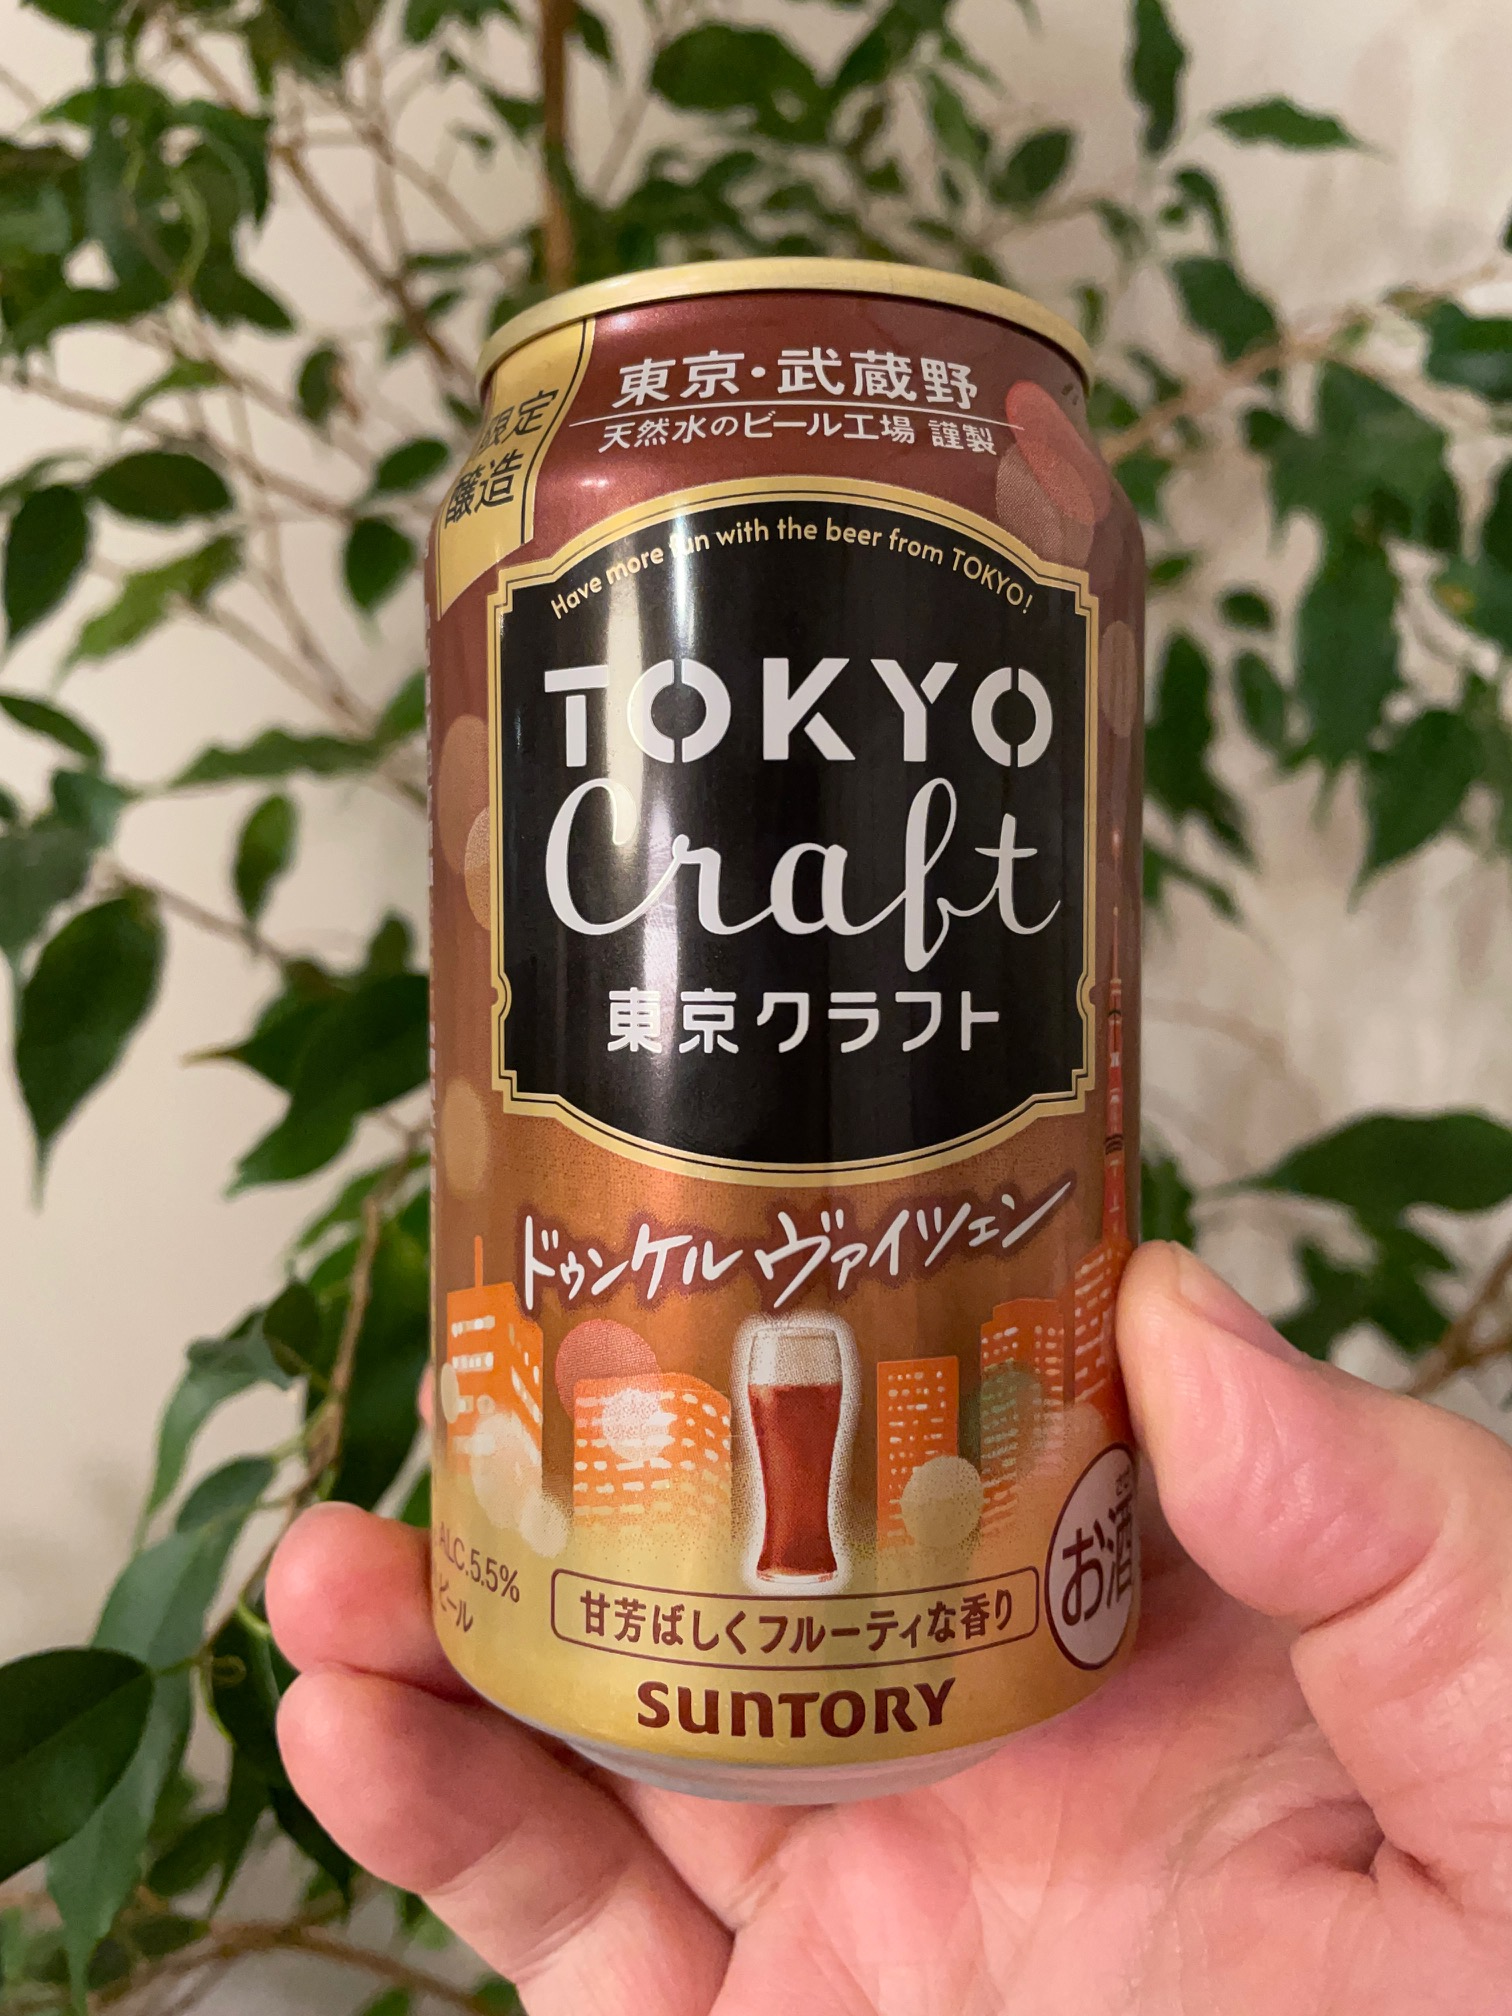 東京・武蔵野
天然水のビール工場 謹製
限定
醸造
Have more fun with the beer from TOKYO!
TOKYO
Craft
東京クラフト
ドゥンケル ヴァイツェン
ALC.5.5%
ビール
甘芳ばしくフルーティな香り
お酒
SUNTORY